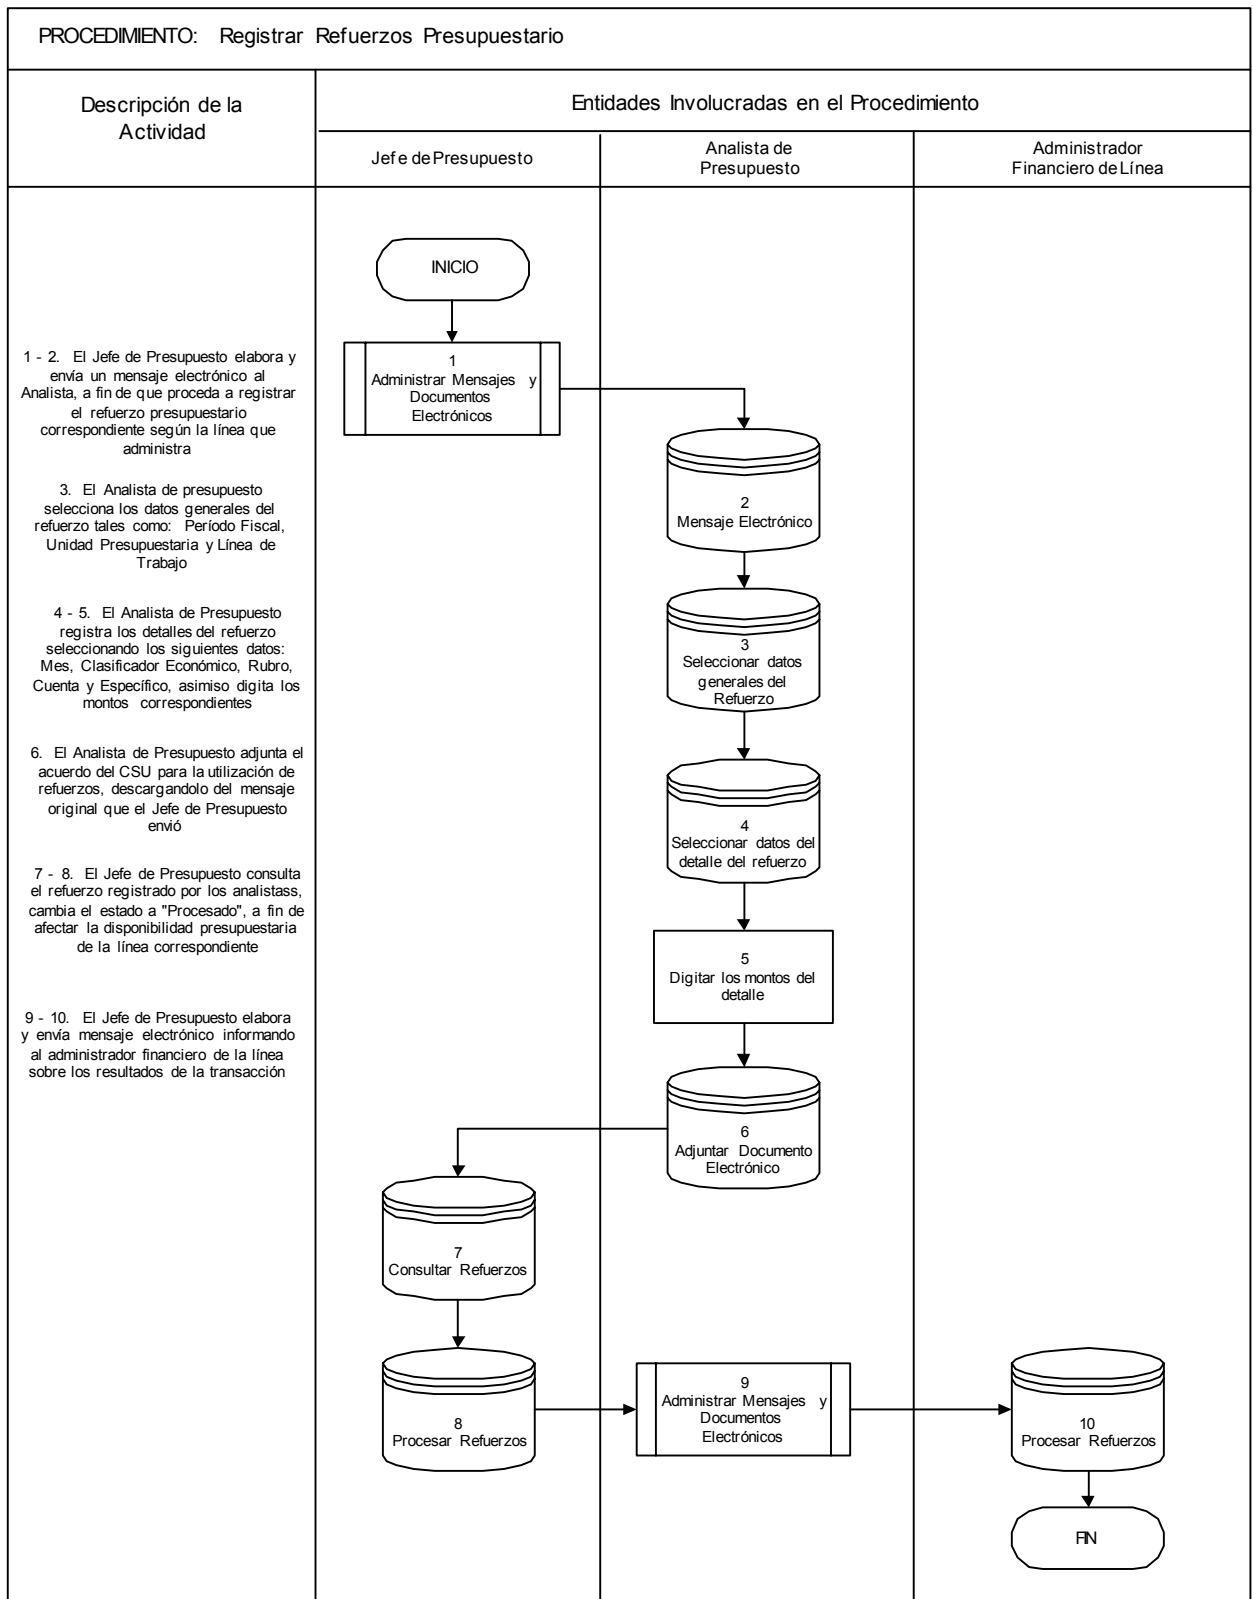 PROCEDIMIENTO: Registrar Refuerzos Presupuestario
Descripción de la
Actividad
Entidades Involucradas en el Procedimiento
Jefe de Presupuesto
Analista de
Presupuesto
Administrador
Financiero de Línea
1 - 2. El Jefe de Presupuesto elabora y
envía un mensaje electrónico al
Analista, a fin de que proceda a registrar
el refuerzo presupuestario
correspondiente según la línea que
administra
3. El Analista de presupuesto
selecciona los datos generales del
refuerzo tales como: Período Fiscal,
Unidad Presupuestaria y Línea de
Trabajo
4 - 5. El Analista de Presupuesto
registra los detalles del refuerzo
seleccionando los siguientes datos:
Mes, Clasificador Económico, Rubro,
Cuenta y Específico, asimiso digita los
montos correspondientes
6. El Analista de Presupuesto adjunta el
acuerdo del CSU para la utilización de
refuerzos, descargandolo del mensaje
original que el Jefe de Presupuesto
envió
7 - 8. El Jefe de Presupuesto consulta
el refuerzo registrado por los analistass,
cambia el estado a "Procesado", a fin de
afectar la disponibilidad presupuestaria
de la línea correspondiente
9 - 10. El Jefe de Presupuesto elabora
y envía mensaje electrónico informando
al administrador financiero de la línea
sobre los resultados de la transacción
INICIO
1
Administrar Mensajes y
Documentos
Electrónicos
2
Mensaje Electrónico
3
Seleccionar datos
generales del
Refuerzo
4
Seleccionar datos del
detalle del refuerzo
5
Digitar los montos del
detalle
6
Adjuntar Documento
Electrónico
7
Consultar Refuerzos
8
Procesar Refuerzos
9
Administrar Mensajes y
Documentos
Electrónicos
10
Procesar Refuerzos
FIN